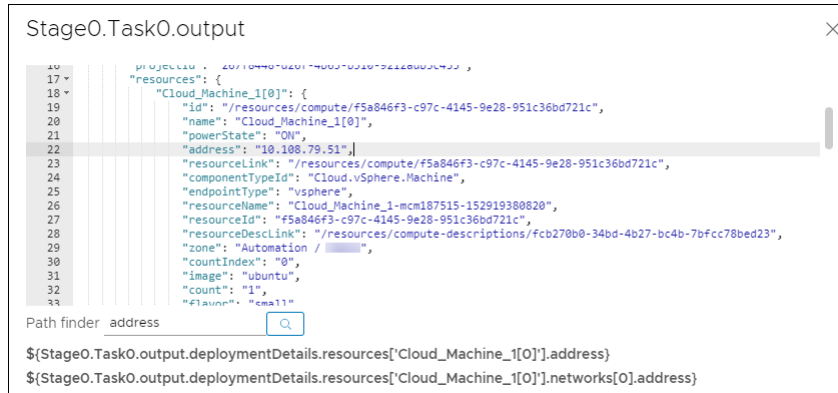 Stage0.Task0.output
16 "projectId":
17 "resources": {
18 "Cloud_Machine_1[0]": {
19 "id": "/resources/compute/f5a846f3-c97c-4145-9e28-951c36bd721c",
20 "name": "Cloud_Machine_1[0]",
21 "powerState": "ON",
22 "address": "10.108.79.51",
23 "resourceLink": "/resources/compute/f5a846f3-c97c-4145-9e28-951c36bd721c",
24 "componentTypeId": "Cloud.vSphere.Machine",
25 "endpointType": "vsphere",
26 "resourceName": "Cloud_Machine_1-mcm187515-152919380820",
27 "resourceId": "f5a846f3-c97c-4145-9e28-951c36bd721c",
28 "resourceDescLink": "/resources/compute-descriptions/fcb270b0-34bd-4b27-bc4b-7bfcc78bed23",
29 "zone": "Automation / ",
30 "countIndex": "0",
31 "image": "ubuntu",
32 "count": "1",
33 "flavor": "small"
Path finder address
${Stage0.Task0.output.deploymentDetails.resources['Cloud_Machine_1[0]'].address}
${Stage0.Task0.output.deploymentDetails.resources['Cloud_Machine_1[0]'].networks[0].address}